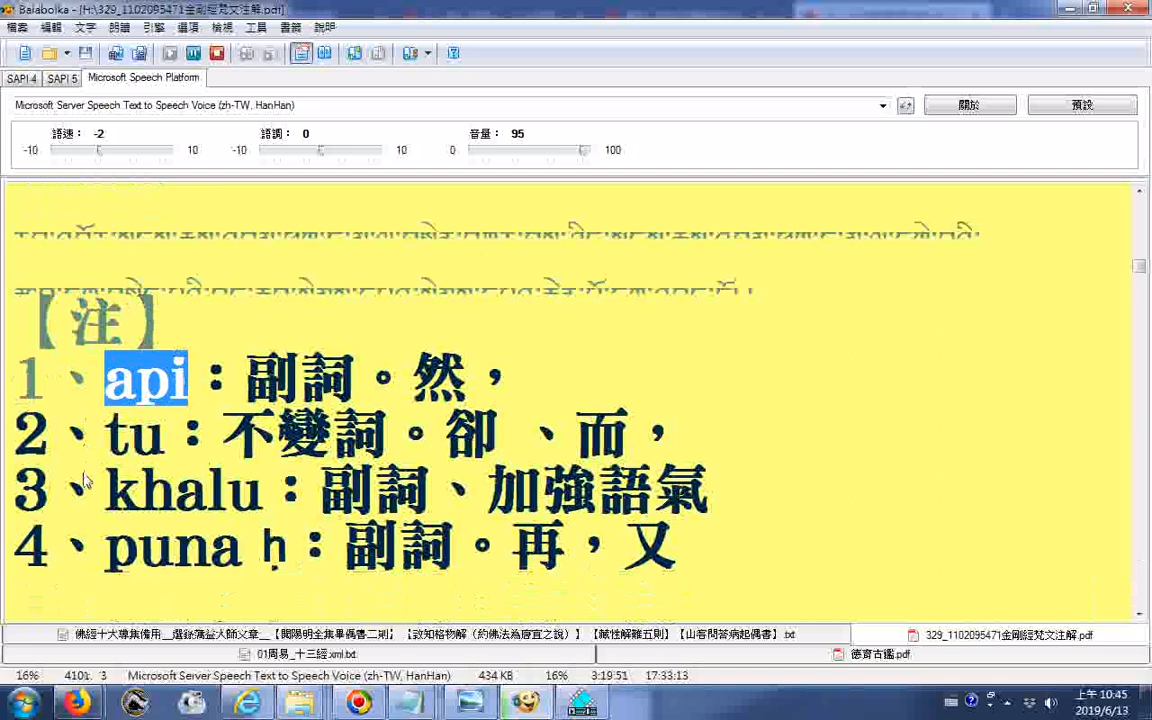 Balabolka - [H:\329_1102095471金剛經梵文注解.pdf]
檔案 編輯 文字 朗讀 引擎 選項 檢視 工具 書籤 說明
SAPI 4 SAPI 5 Microsoft Speech Platform
Microsoft Server Speech Text to Speech Voice (zh-TW, HanHan) 關於 預設
語速： -2 語調： 0 音量： 95
-10 10 -10 10 0 100
【注】
1、api：副詞。然，
2、tu：不變詞。卻 、而，
3、khalu：副詞、加強語氣
4、puna ḥ：副詞。再，又
329_1102095471金剛經梵文注解.pdf
01周易_十三經.xml.txt 德育古鑑.pdf
16% Microsoft Server Speech Text to Speech Voice (zh-TW, HanHan) 434 KB 16% 3:19:51 17:33:13
上午 10:45
2019/6/13